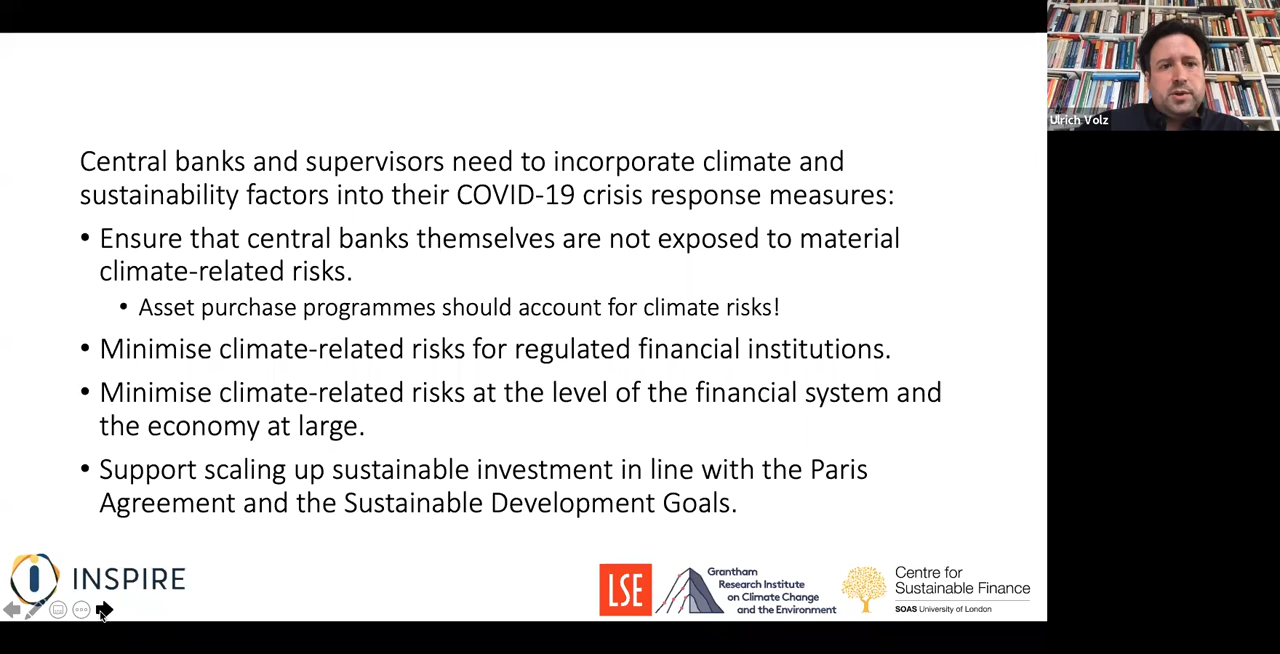 Ulrich Volz
Central banks and supervisors need to incorporate climate and
sustainability factors into their COVID-19 crisis response measures:
• Ensure that central banks themselves are not exposed to material
climate-related risks.
• Asset purchase programmes should account for climate risks!
• Minimise climate-related risks for regulated financial institutions.
• Minimise climate-related risks at the level of the financial system and
the economy at large.
• Support scaling up sustainable investment in line with the Paris
Agreement and the Sustainable Development Goals.
INSPIRE
LSE
Grantham
Research Institute
on Climate Change
and the Environment
Centre for
Sustainable Finance
SOAS University of London